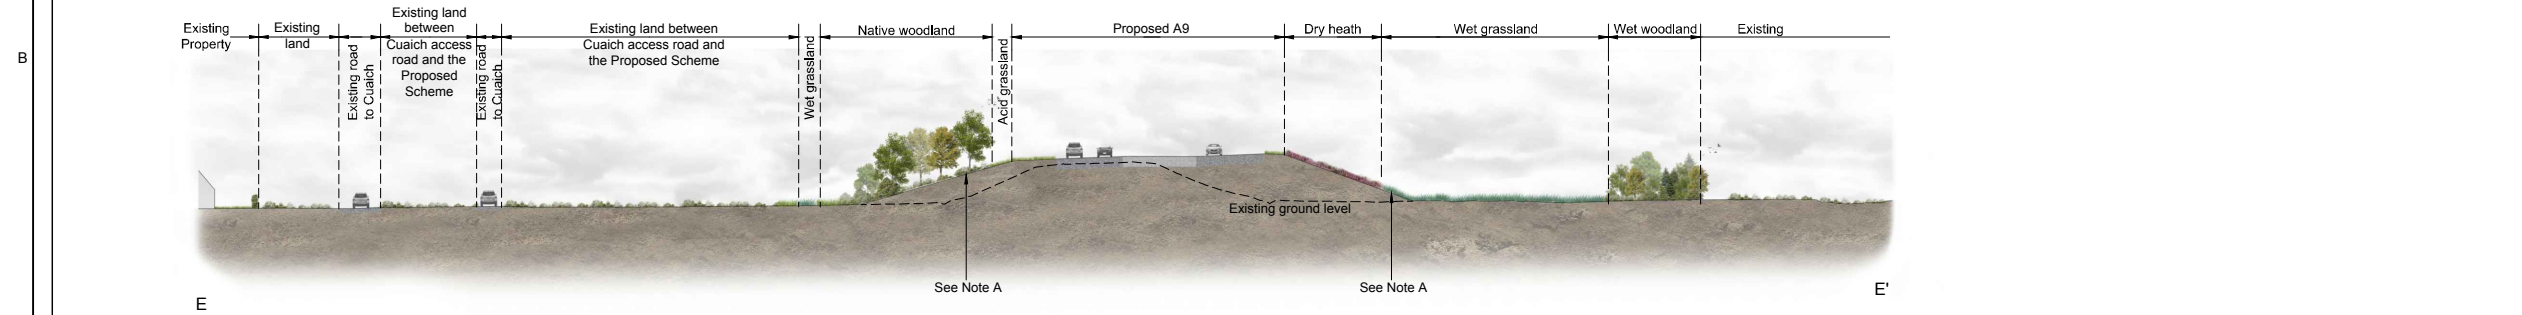 B
Existing
Property
Existing
land
Existing road
to Cuaich
Existing land
between
Cuaich access
road and the
Proposed
Scheme
Existing road
to Cuaich
Existing land between
Cuaich access road and
the Proposed Scheme
Wet grassland
Native woodland
Acid grassland
Proposed A9
Dry heath
Wet grassland
Wet woodland
Existing
Existing ground level
See Note A
See Note A
E
E'